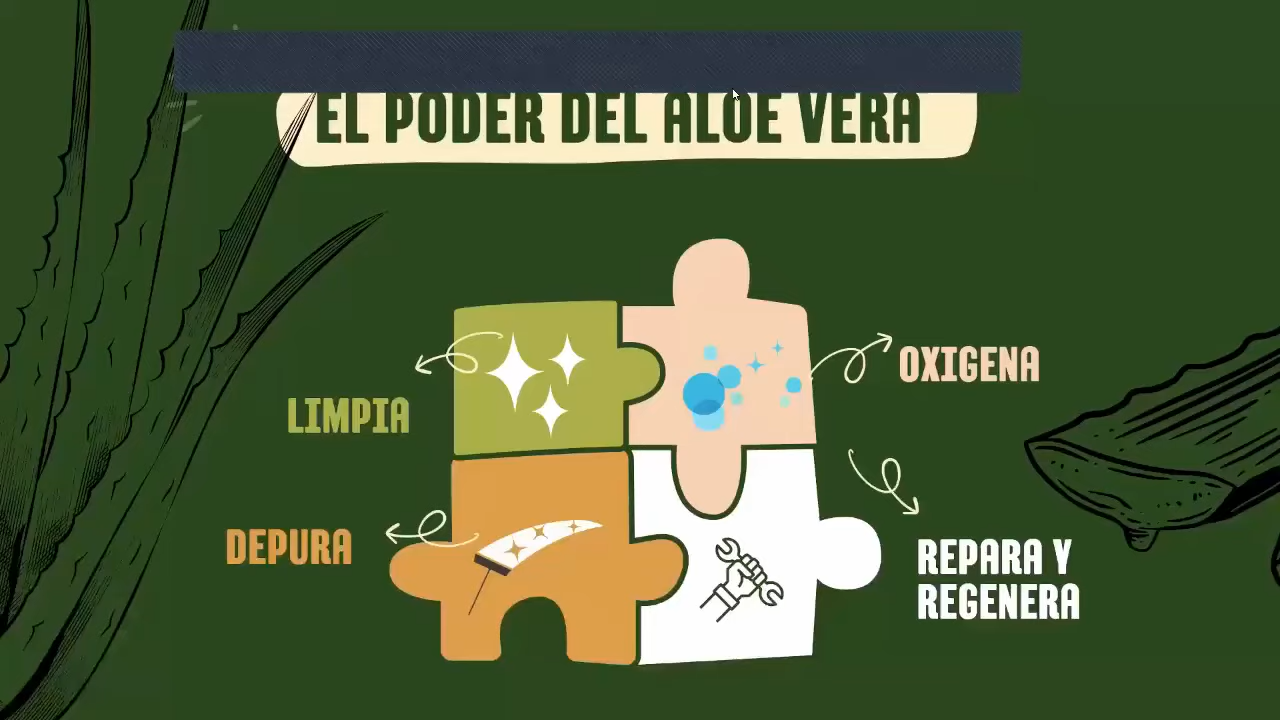 EL PODER DEL ALOE VERA
LIMPIA
OXIGENA
DEPURA
REPARA Y
REGENERA